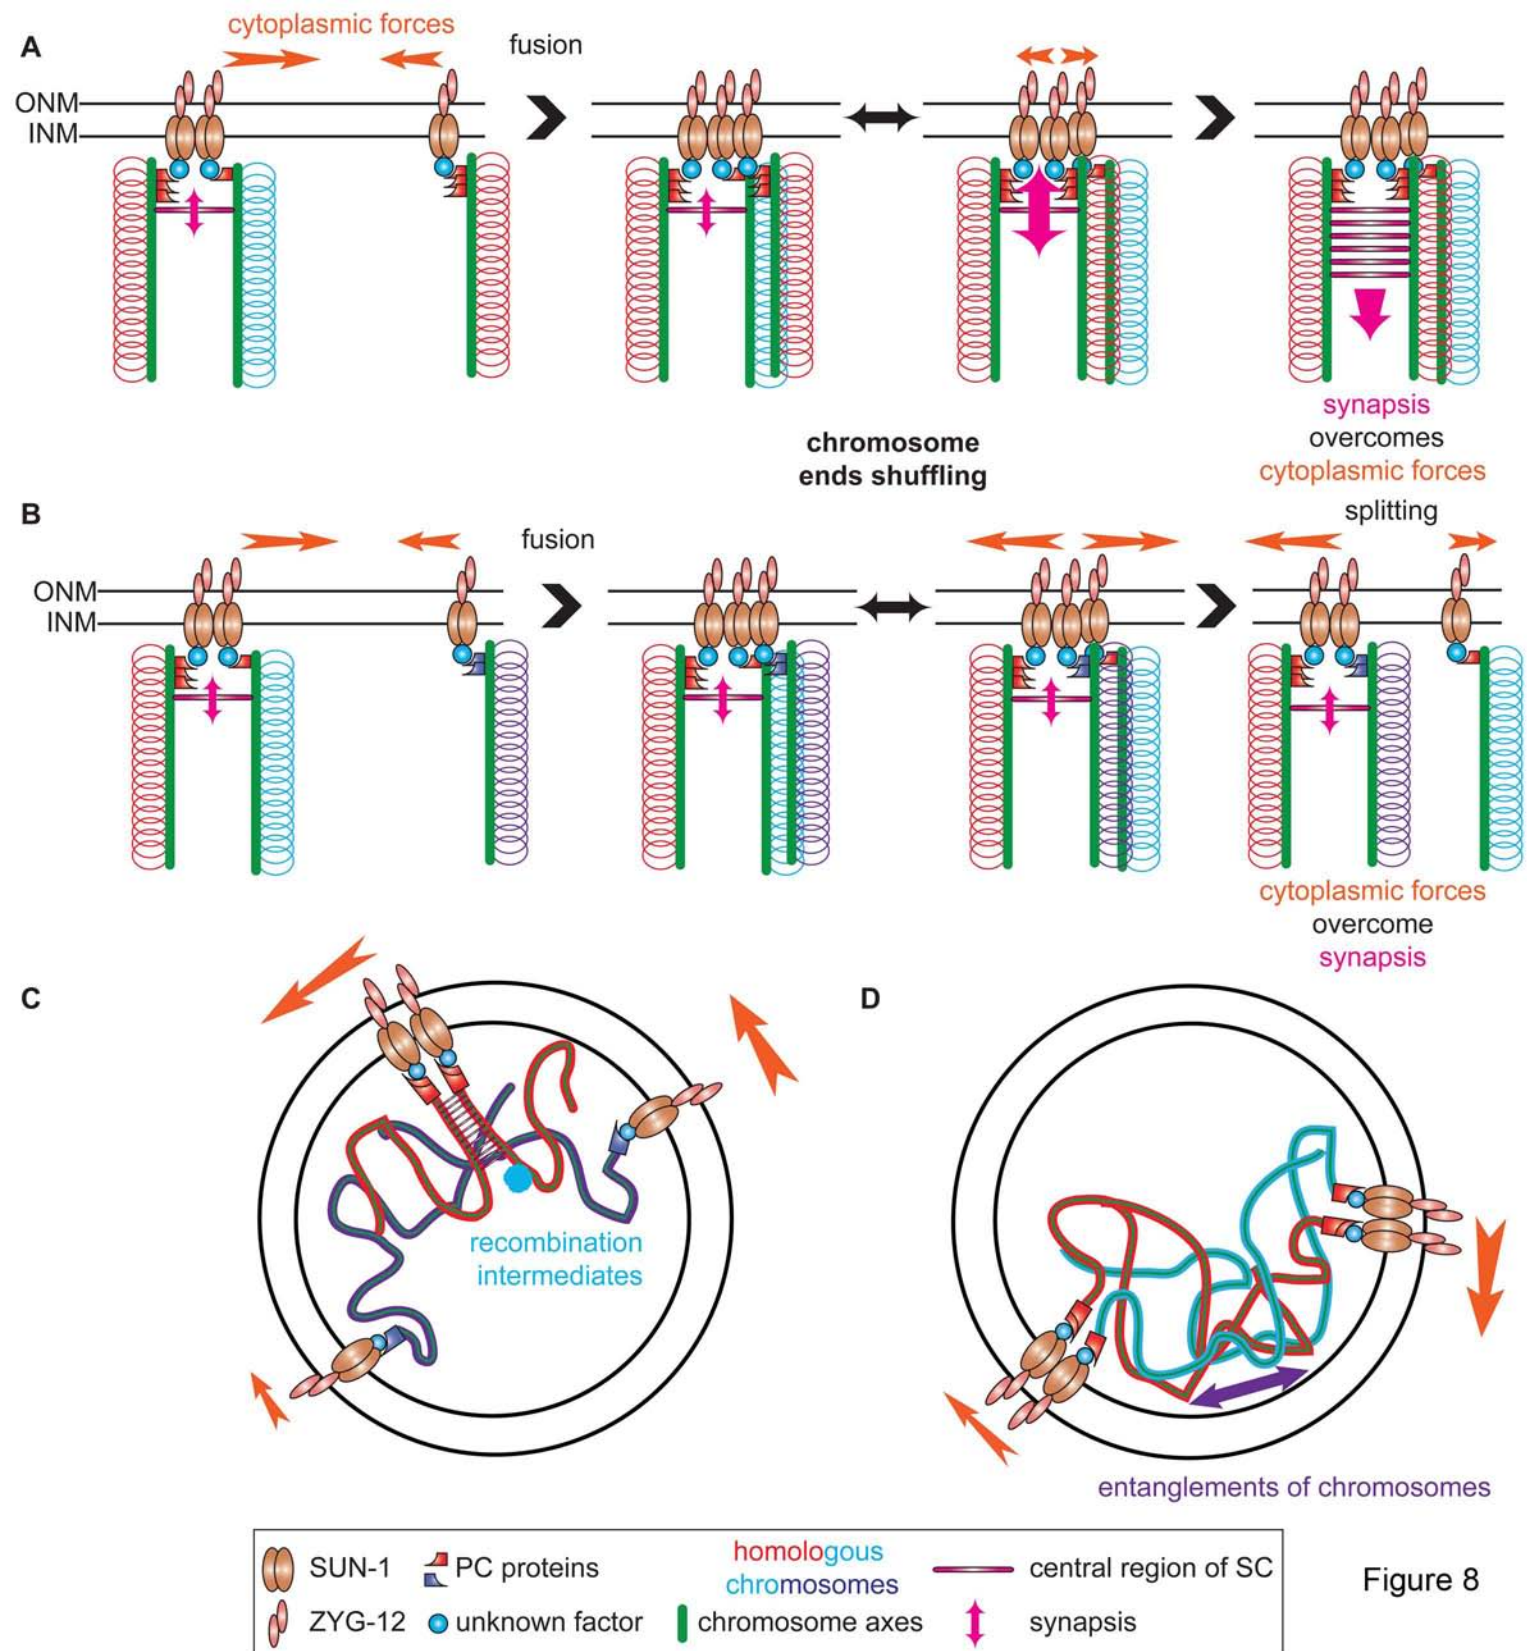 A
cytoplasmic forces
fusion
ONM
INM
synapsis
overcomes
cytoplasmic forces
chromosome
ends shuffling
B
splitting
fusion
ONM
INM
cytoplasmic forces
overcome
synapsis
C
recombination
intermediates
D
entanglements of chromosomes
SUN-1
PC proteins
homologous
chromosomes
central region of SC
ZYG-12
unknown factor
chromosome axes
synapsis
Figure 8